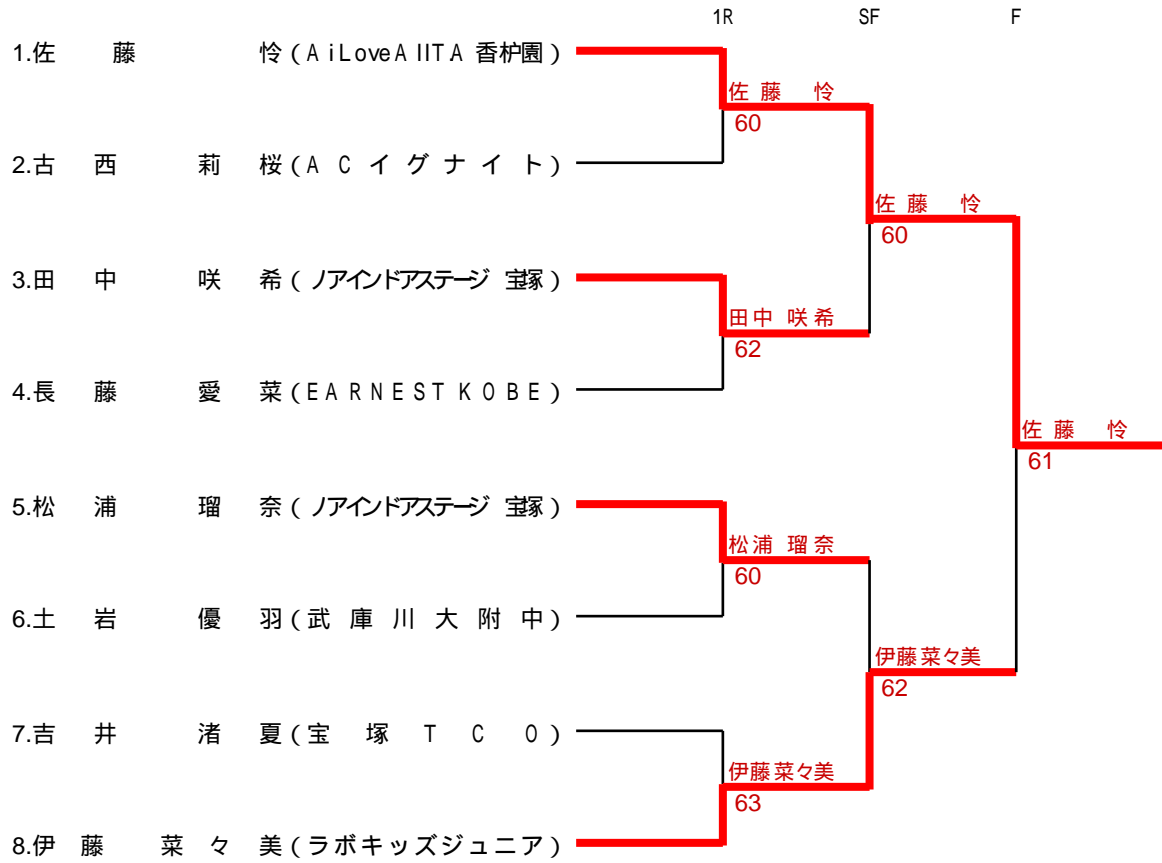 1R SF F
1.佐 藤 怜 (AiLoveAIITA 香枦園)
佐 藤 怜
60
2.古 西 莉 桜 (ACイグナイト)
佐 藤 怜
60
3.田 中 咲 希 (ノアインドアステージ 宝塚)
田中 咲希
62
4.長 藤 愛 菜 (EARNEST KOBE)
佐 藤 怜
61
5.松 浦 瑠 奈 (ノアインドアステージ 宝塚)
松浦 瑠奈
60
6.土 岩 優 羽 (武庫川大附中)
伊藤菜々美
62
7.吉 井 渚 夏 (宝塚TCO)
伊藤菜々美
63
8.伊 藤 菜 々 美 (ラボキッズジュニア)